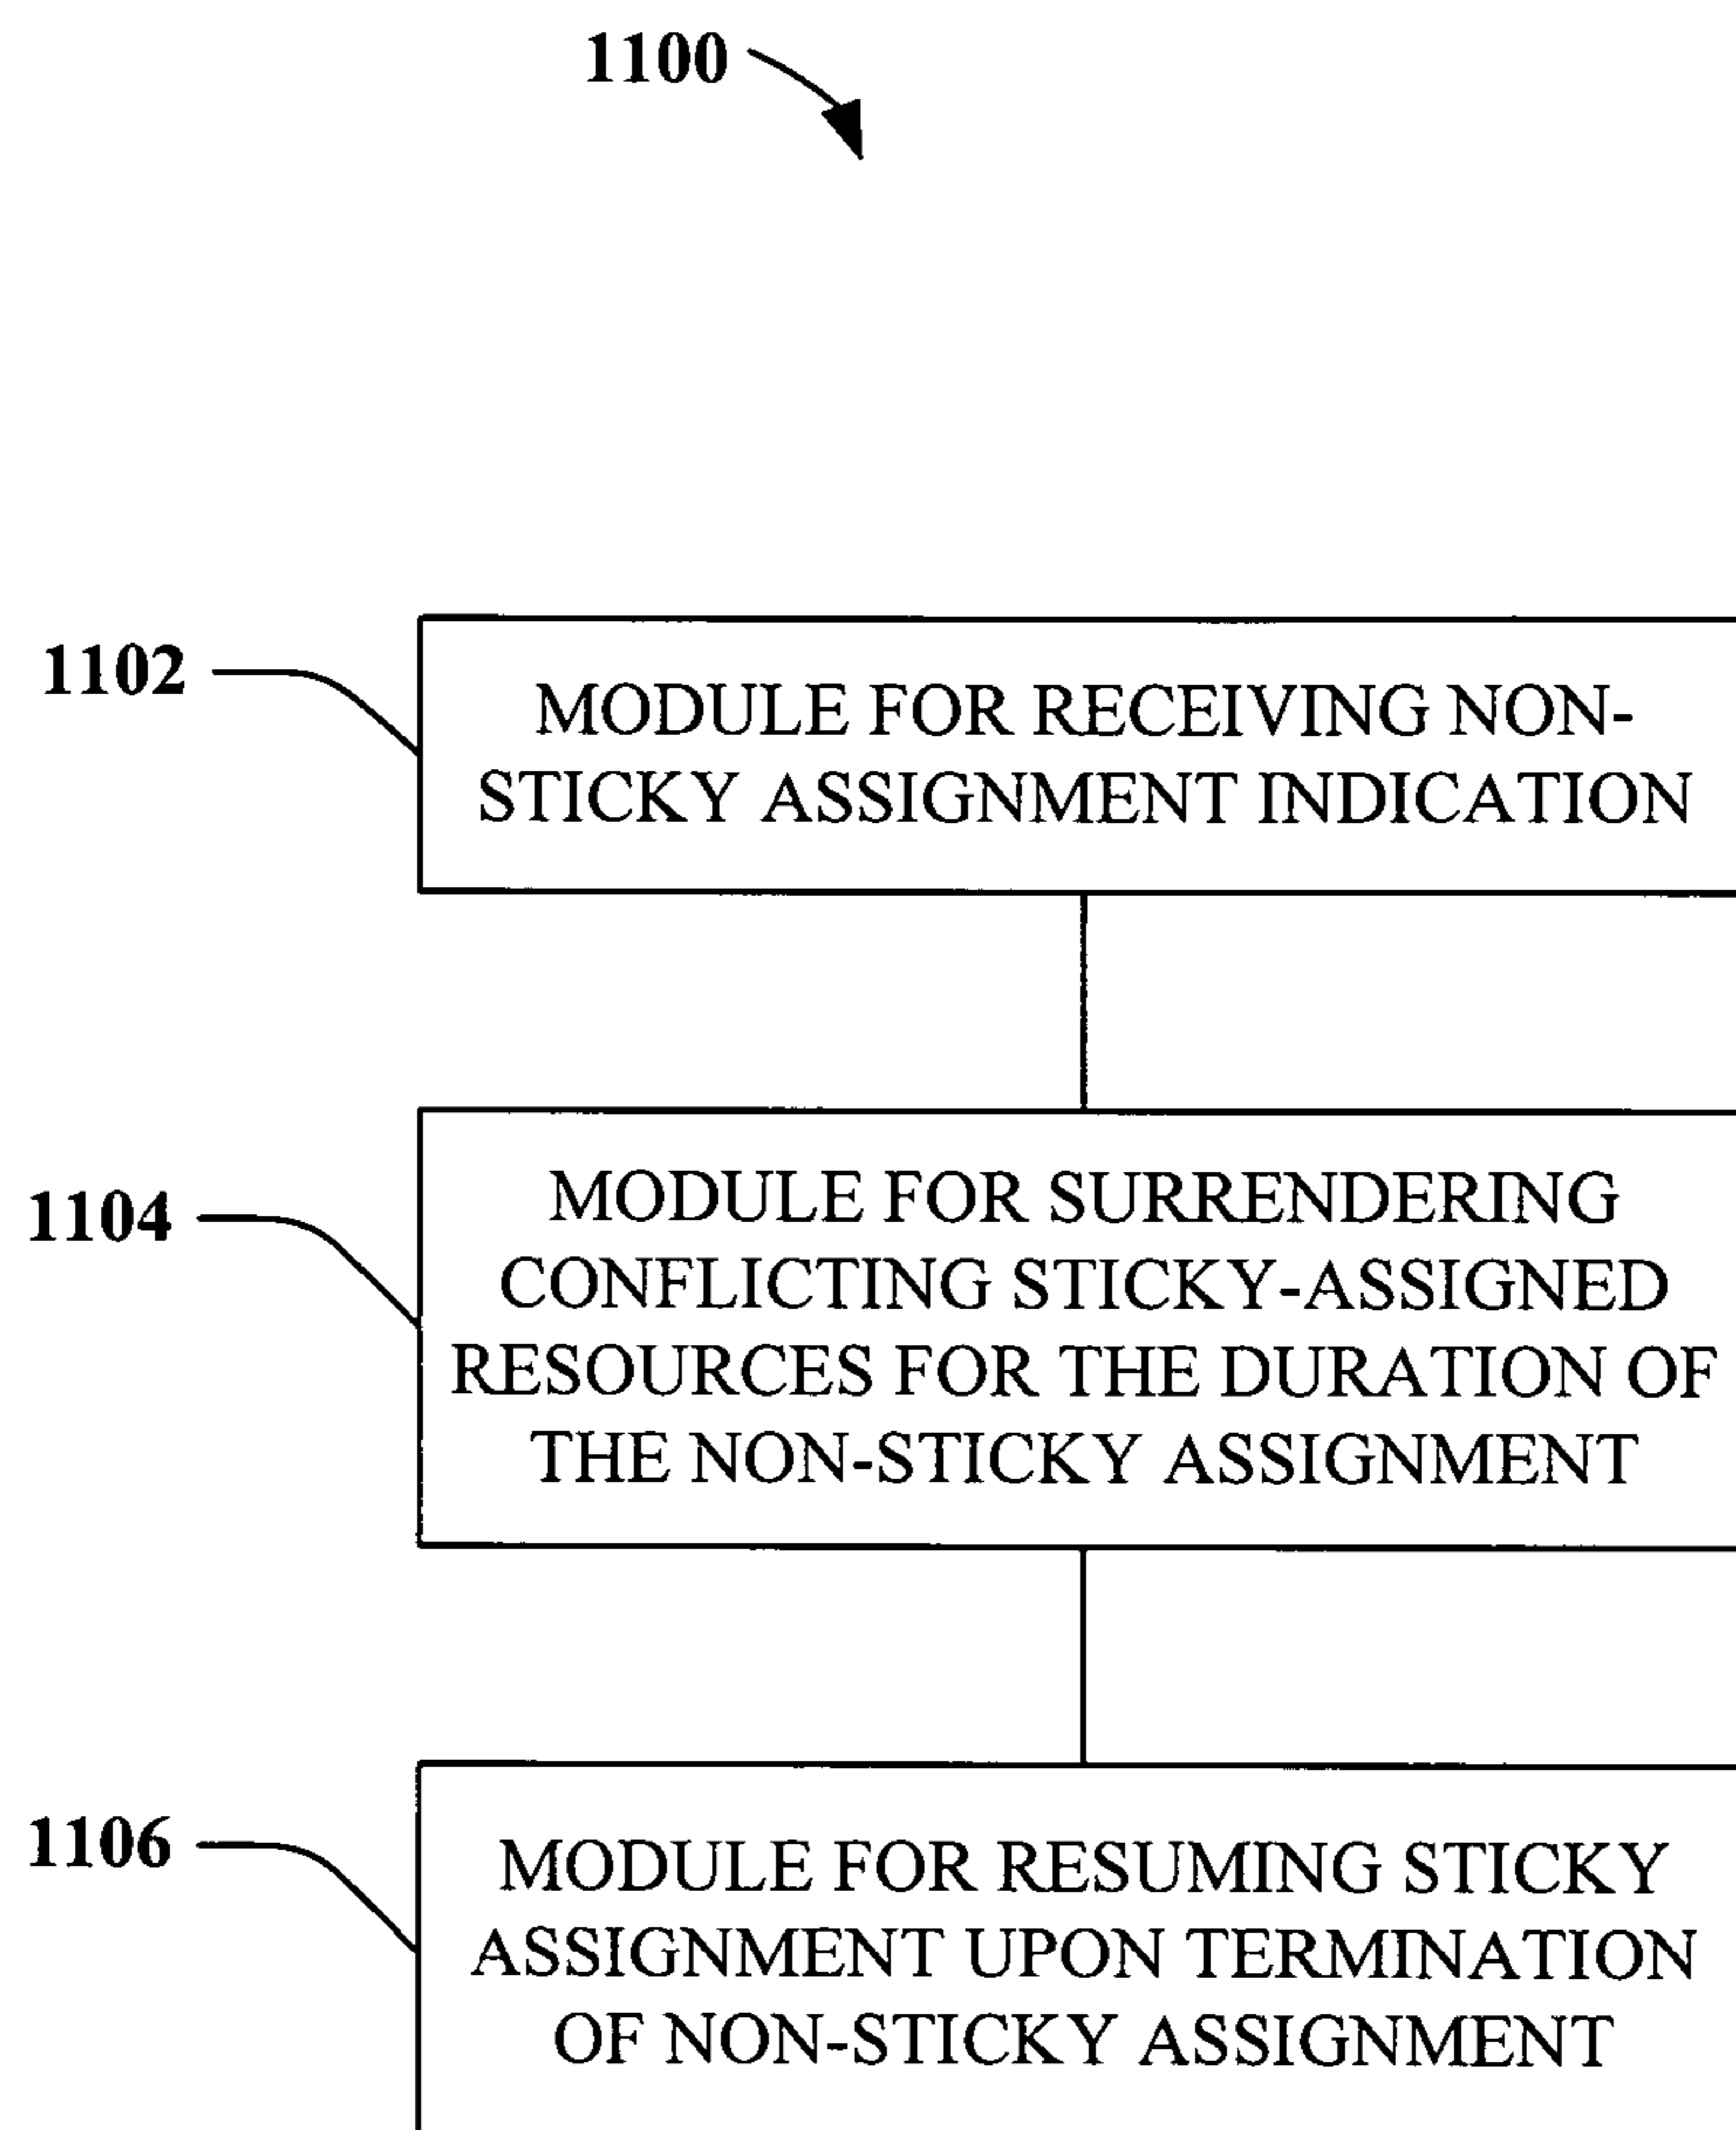 1100
1102
MODULE FOR RECEIVING NON-
STICKY ASSIGNMENT INDICATION
1104
MODULE FOR SURRENDERING
CONFLICTING STICKY-ASSIGNED
RESOURCES FOR THE DURATION OF
THE NON-STICKY ASSIGNMENT
1106
MODULE FOR RESUMING STICKY
ASSIGNMENT UPON TERMINATION
OF NON-STICKY ASSIGNMENT